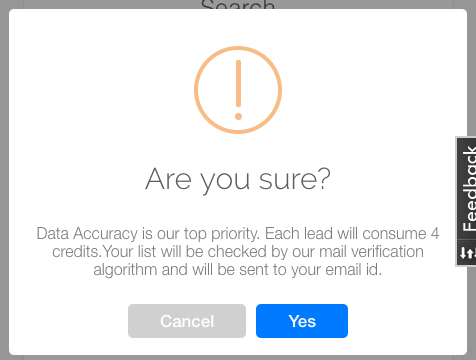 Search
Are you sure?
Data Accuracy is our top priority. Each lead will consume 4
credits.Your list will be checked by our mail verification
algorithm and will be sent to your email id.
Cancel
Yes
Feedback